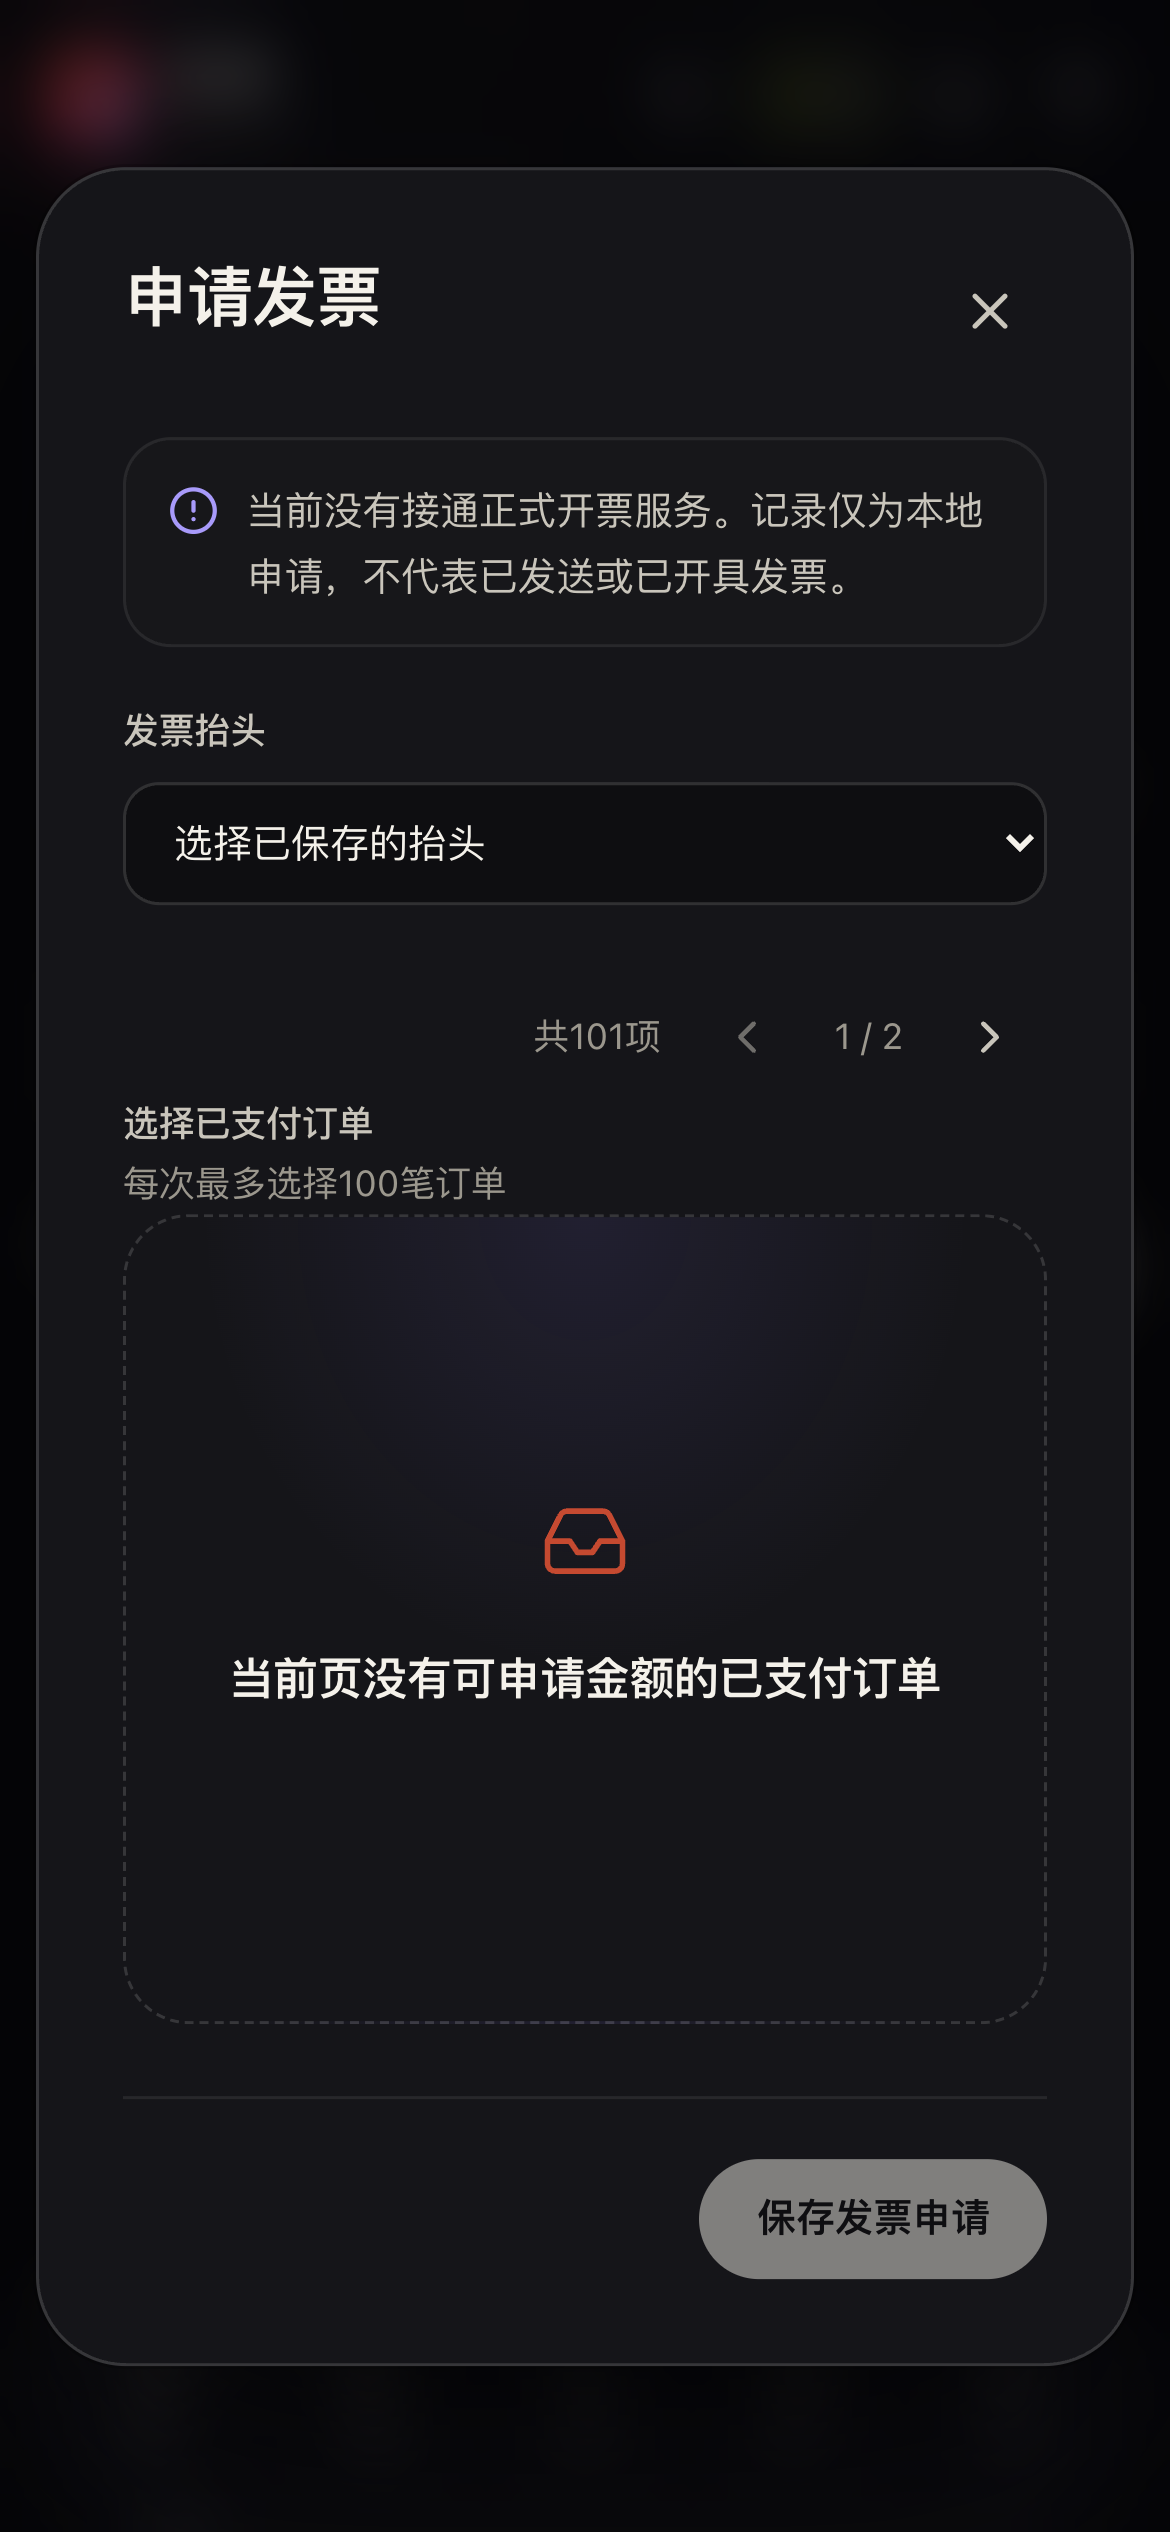 申请发票
当前没有接通正式开票服务。记录仅为本地
申请，不代表已发送或已开具发票。
发票抬头
选择已保存的抬头
共101项 1 / 2
选择已支付订单
每次最多选择100笔订单
当前页没有可申请金额的已支付订单
保存发票申请